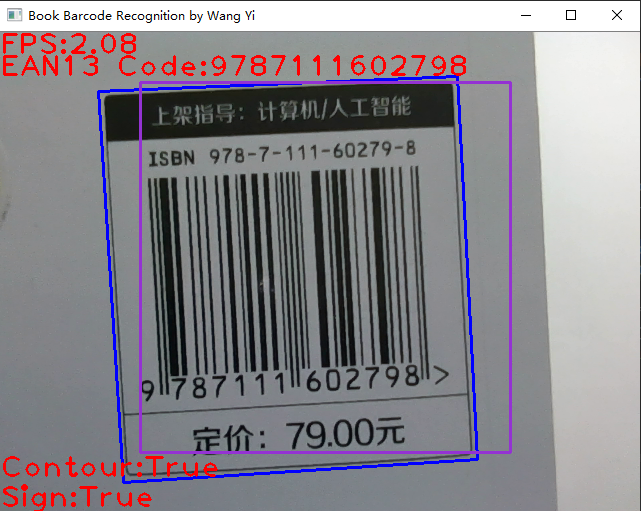 Book Barcode Recognition by Wang Yi
FPS:2.08
EAN13 Code:9787111602798
上架指导：计算机/人工智能
ISBN 978-7-111-60279-8
9 787111 602798 >
定价：79.00元
Contour:True
Sign:True